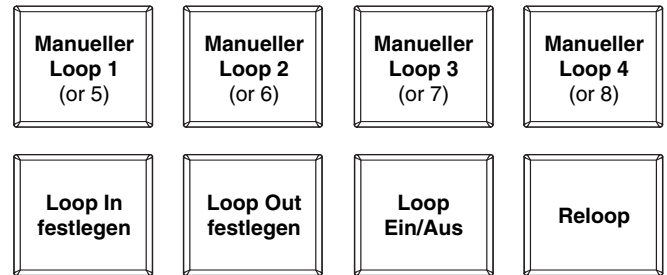 Manueller
Loop 1
(or 5)
Manueller
Loop 2
(or 6)
Manueller
Loop 3
(or 7)
Manueller
Loop 4
(or 8)
Loop In
festlegen
Loop Out
festlegen
Loop
Ein/Aus
Reloop